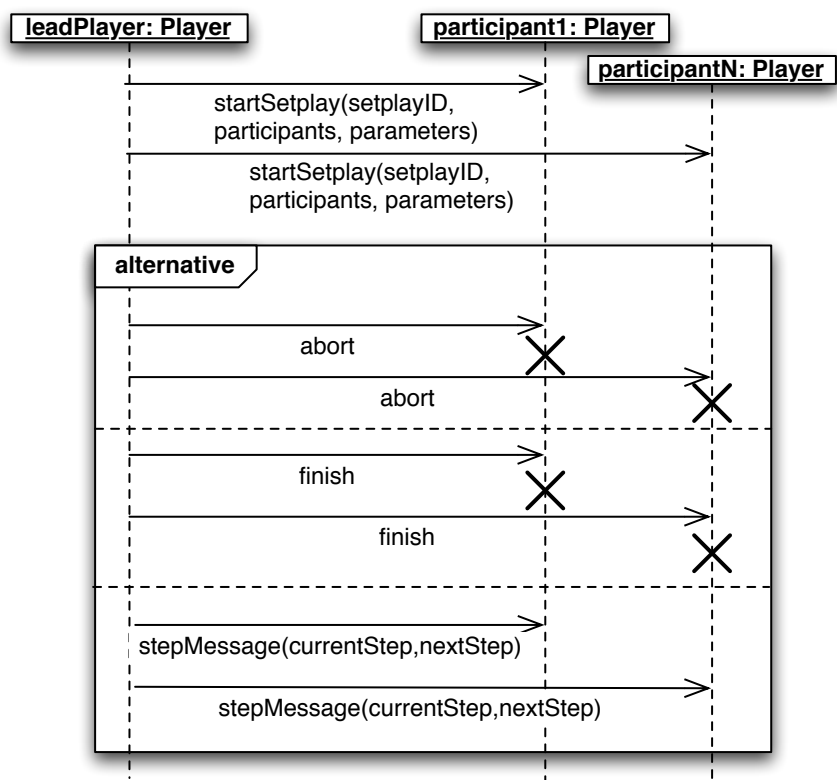 leadPlayer: Player
participant1: Player
participantN: Player
startSetplay(setplayID,
participants, parameters)
startSetplay(setplayID,
participants, parameters)
alternative
abort
abort
finish
finish
stepMessage(currentStep,nextStep)
stepMessage(currentStep,nextStep)